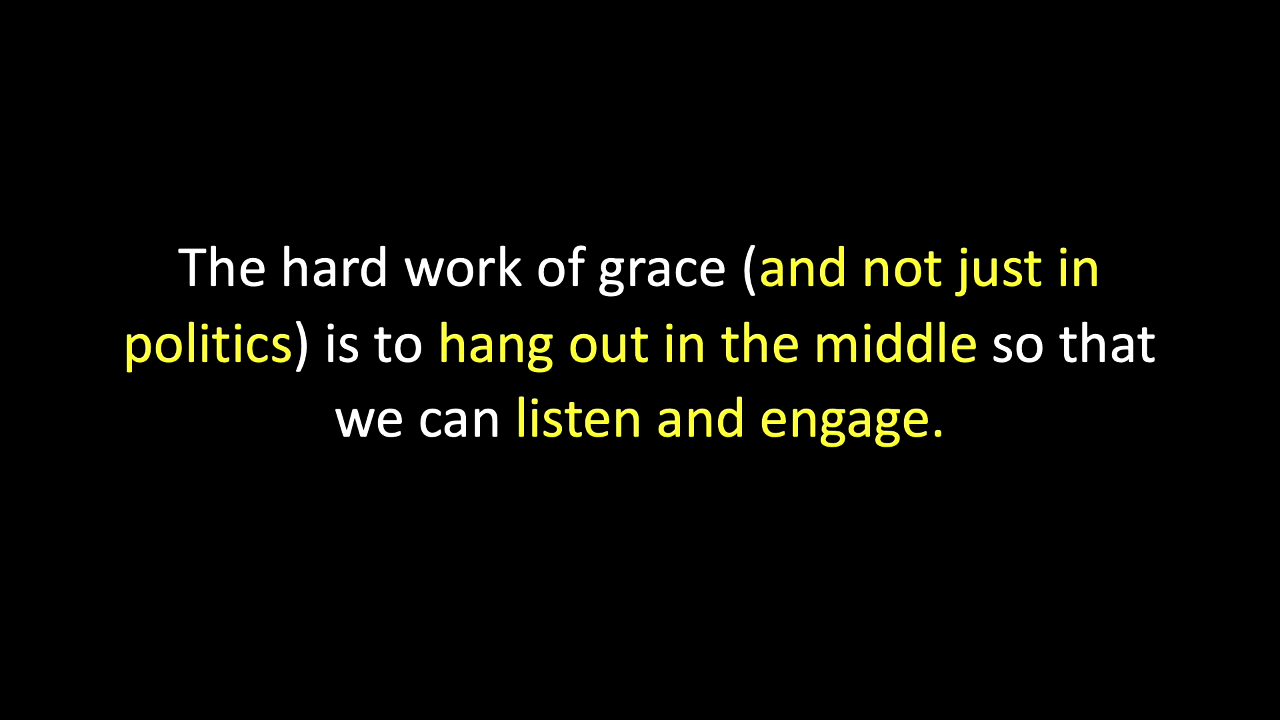 The hard work of grace (and not just in
politics) is to hang out in the middle so that
we can listen and engage.